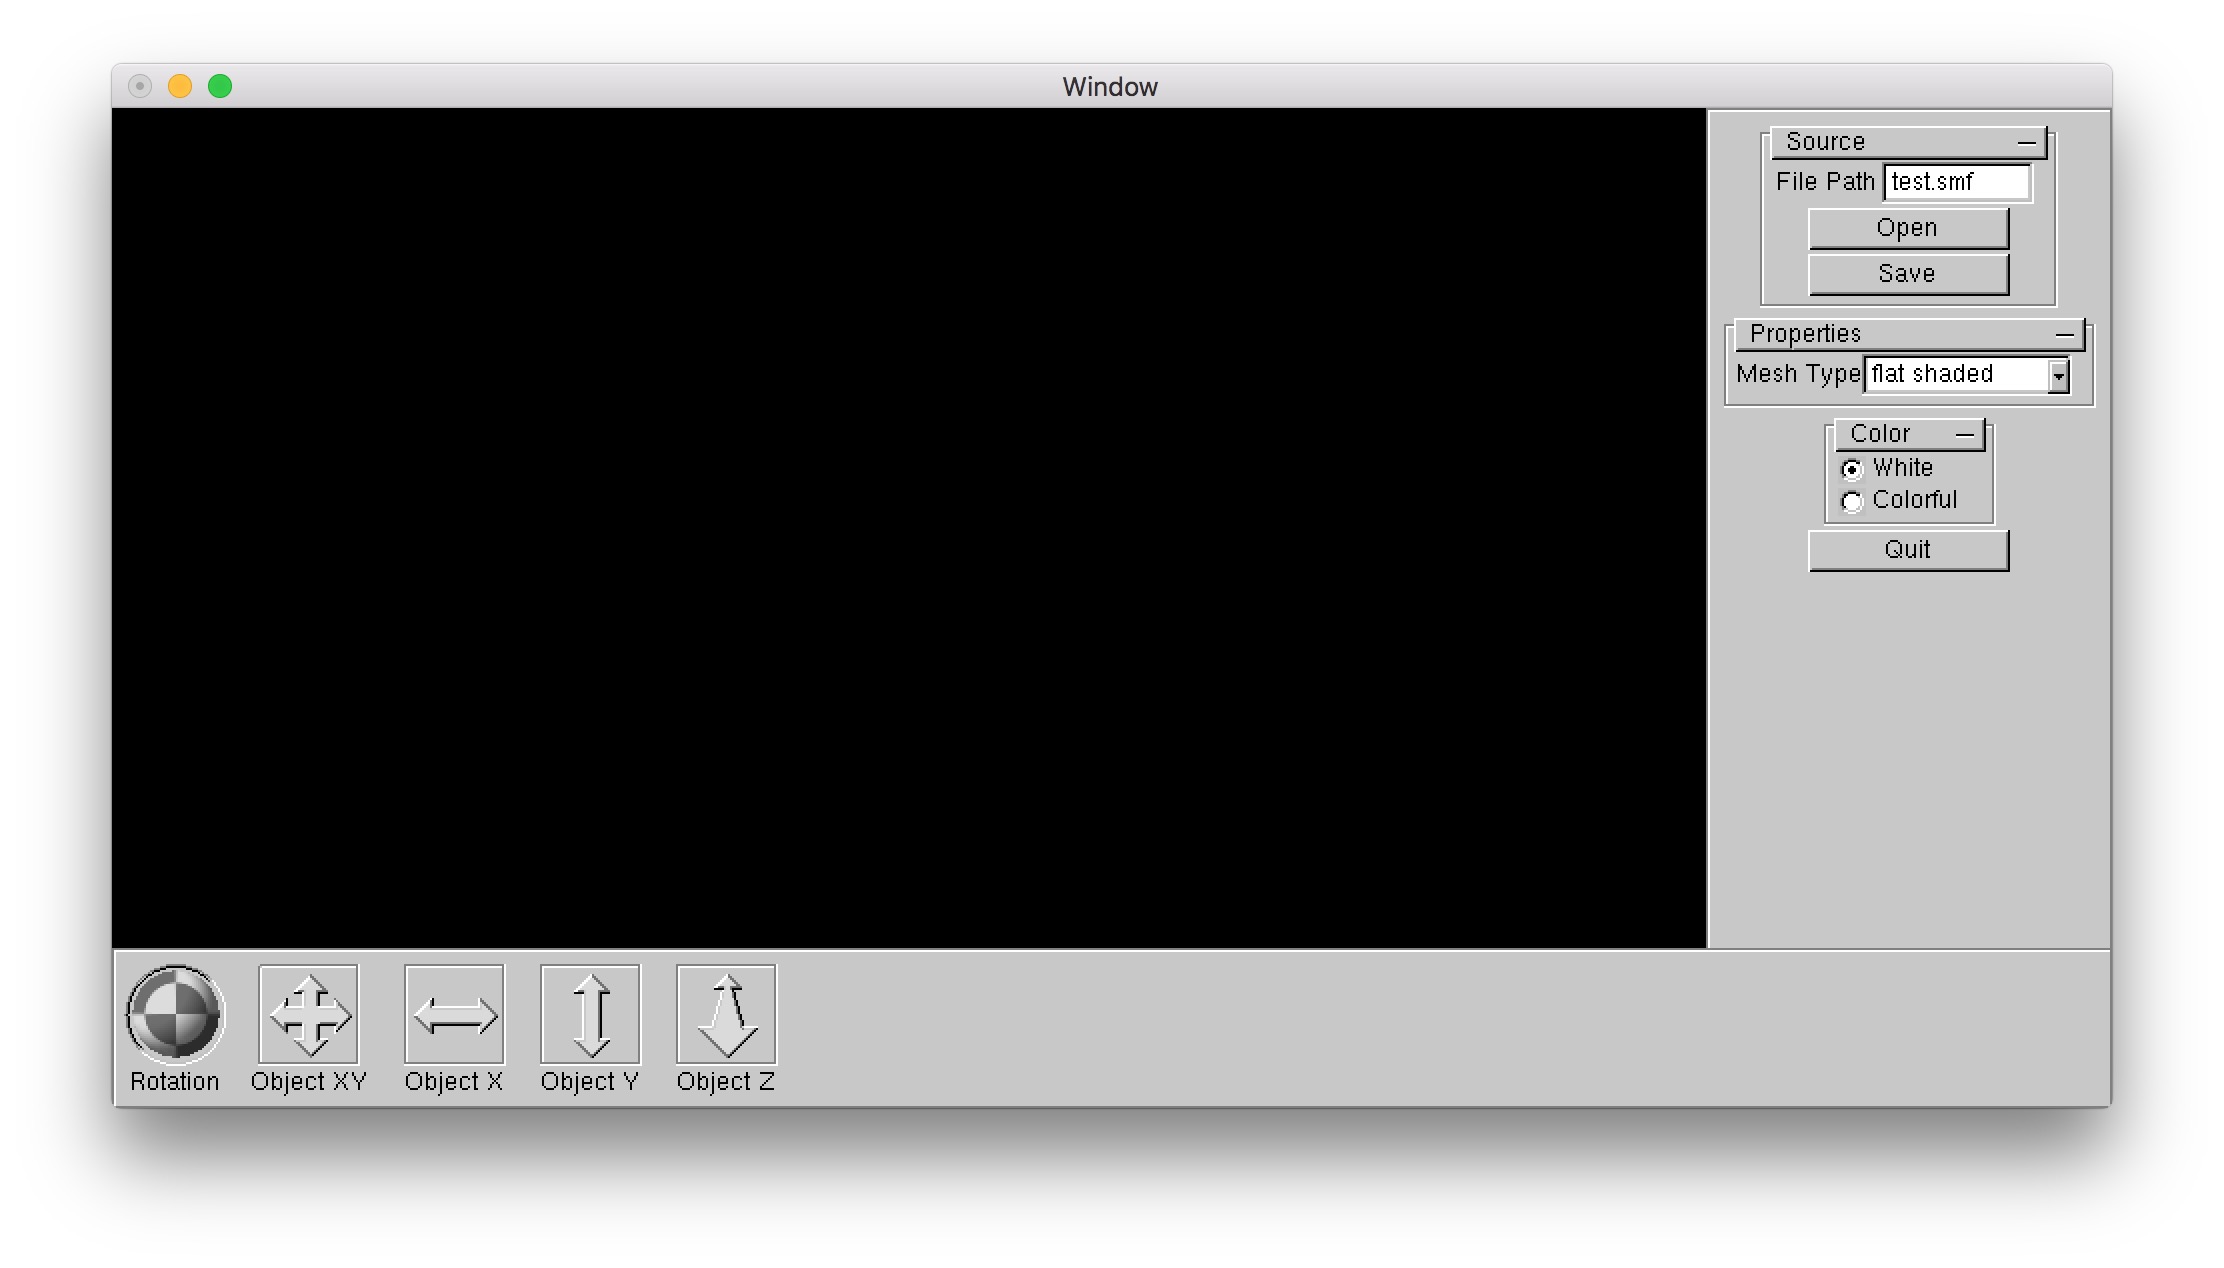 Window
Source
File Path test.smf
Open
Save
Properties
Mesh Type flat shaded
Color
White
Colorful
Quit
Rotation Object XY Object X Object Y Object Z